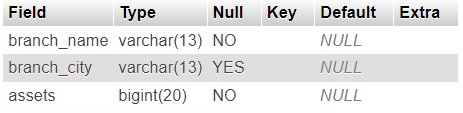 Field Type Null Key Default Extra
branch_name varchar(13) NO NULL
branch_city varchar(13) YES NULL
assets bigint(20) NO NULL